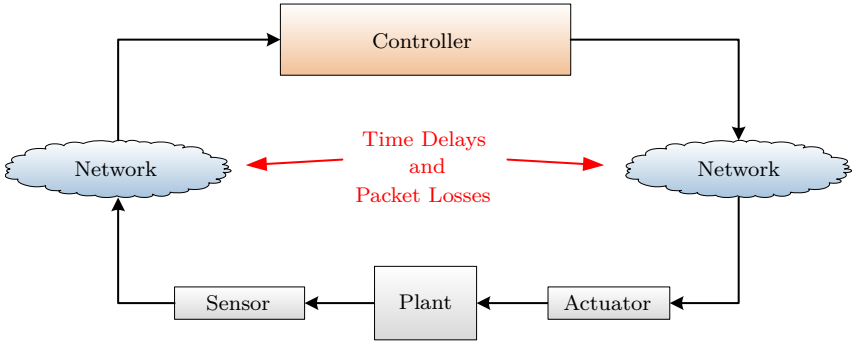 Controller
Time Delays
and
Packet Losses
Network
Network
Sensor
Plant
Actuator